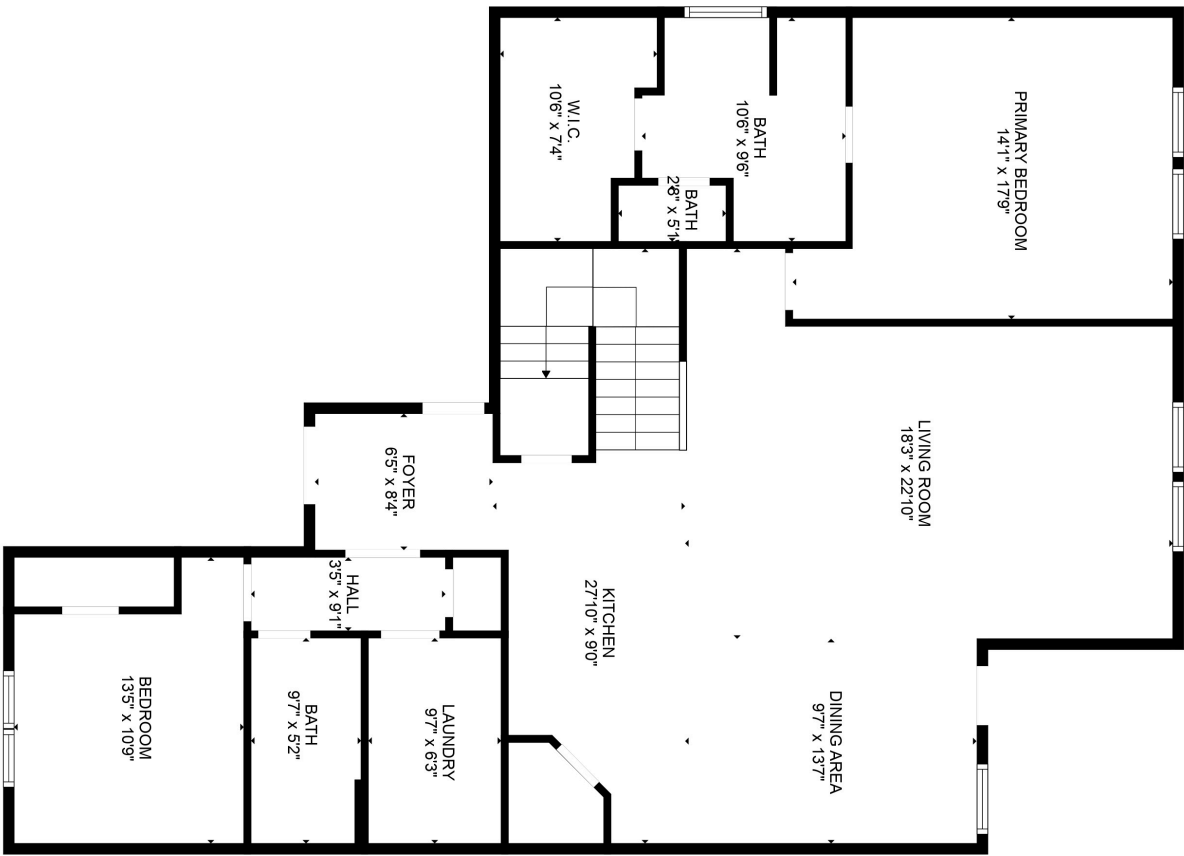 PRIMARY BEDROOM
14'1" x 17'9"
BATH
10'6" x 9'6"
W.I.C.
10'6" x 7'4"
BATH
2'8" x 5'1"
LIVING ROOM
18'3" x 22'10"
FOYER
6'5" x 8'4"
HALL
3'5" x 9'1"
KITCHEN
27'10" x 9'0"
DINING AREA
9'7" x 13'7"
LAUNDRY
9'7" x 6'3"
BATH
9'7" x 5'2"
BEDROOM
13'5" x 10'9"